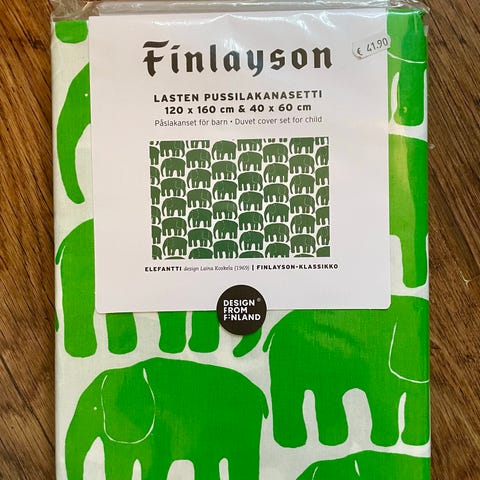 Finlayson
€ 41.90
LASTEN PUSSILAKANASETTI
120 x 160 cm & 40 x 60 cm
Påslakanset för barn • Duvet cover set for child
ELEFANTTI design Laina Koskela (1969) | FINLAYSON-KLASSIKKO
DESIGN®
FROM
FINLAND